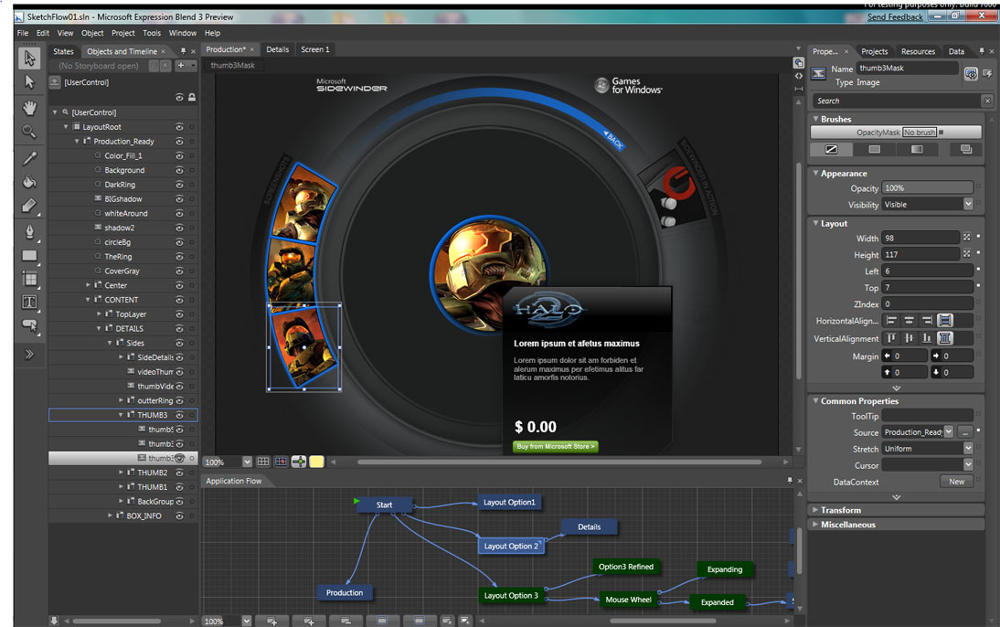 For testing purposes only. Build 7000
SketchFlow01.sln - Microsoft Expression Blend 3 Preview
Send Feedback
File Edit View Object Project Tools Window Help
States
Objects and Timeline ×
(No Storyboard open)
[UserControl]
[UserControl]
LayoutRoot
Production_Ready
Color_Fill_1
Background
DarkRing
BIGshadow
whiteAround
shadow2
circleBg
TheRing
CoverGray
Center
CONTENT
TopLayer
DETAILS
Sides
SideDetails
videoThum
thumbVide
outterRing
THUMB3
thumbS
thumb3
thumb3
THUMB2
THUMB1
BackGroup
BOX_INFO
Production* ×
Details
Screen 1
thumb3Mask
Microsoft
SIDEWINDER
Games
for Windows
BACK
SIDEWINDER IN ACTION
HALO 2
Lorem ipsum et afetus maximus
Lorem ipsum dolor sit am forbiden et
alerum maximus per efetimus alitus far
laticu amorfis notorius.
$ 0.00
Buy from Microsoft Store >
100%
Application Flow
Start
Layout Option1
Layout Option 2
Details
Production
Layout Option 3
Option3 Refined
Mouse Wheel
Expanding
Expanded
100%
Prope... ×
Projects
Resources
Data
Name thumb3Mask
Type Image
Search
Brushes
OpacityMask No brush
Appearance
Opacity 100%
Visibility Visible
Layout
Width 98
Height 117
Left 6
Top 7
ZIndex 0
HorizontalAlign...
VerticalAlignment
Margin 0 0
0 0
Common Properties
ToolTip
Source Production_Ready ...
Stretch Uniform
Cursor
DataContext New
Transform
Miscellaneous